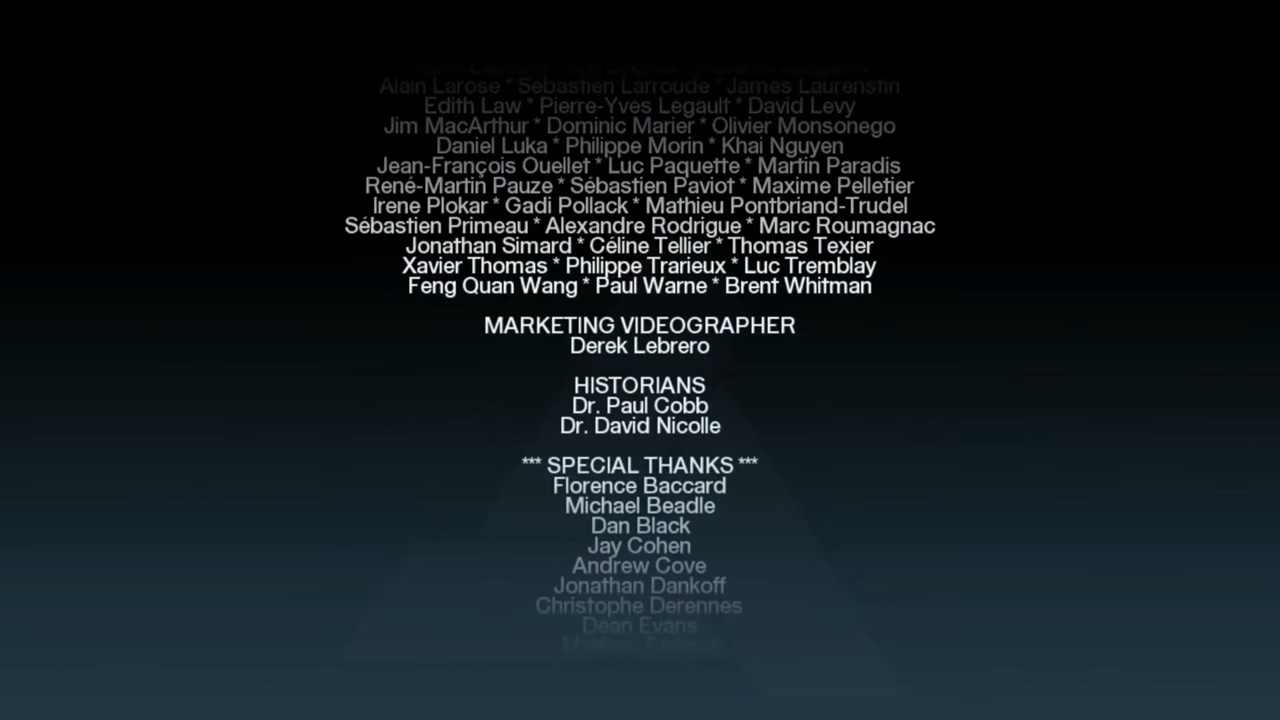 Alain Larose * Sébastien Larroude * James Laurenstin
Edith Law * Pierre-Yves Legault * David Levy
Jim MacArthur * Dominic Marier * Olivier Monsonego
Daniel Luka * Philippe Morin * Khai Nguyen
Jean-François Ouellet * Luc Paquette * Martin Paradis
René-Martin Pauze * Sébastien Paviot * Maxime Pelletier
Irene Plokar * Gadi Pollack * Mathieu Pontbriand-Trudel
Sébastien Primeau * Alexandre Rodrigue * Marc Roumagnac
Jonathan Simard * Céline Tellier * Thomas Texier
Xavier Thomas * Philippe Trarieux * Luc Tremblay
Feng Quan Wang * Paul Warne * Brent Whitman
MARKETING VIDEOGRAPHER
Derek Lebrero
HISTORIANS
Dr. Paul Cobb
Dr. David Nicolle
*** SPECIAL THANKS ***
Florence Baccard
Michael Beadle
Dan Black
Jay Cohen
Andrew Cove
Jonathan Dankoff
Christophe Derennes
Dean Evans